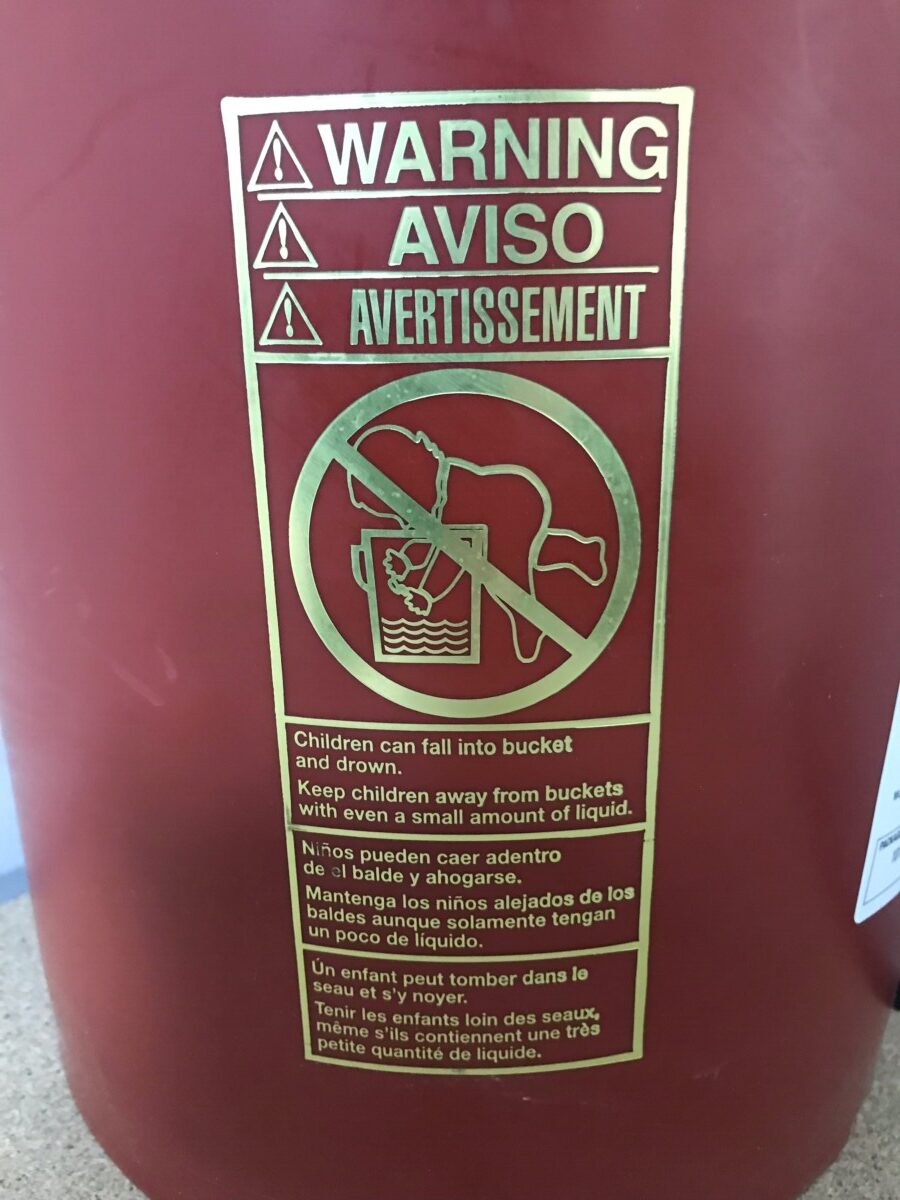 WARNING
AVISO
AVERTISSEMENT
Children can fall into bucket
and drown.
Keep children away from buckets
with even a small amount of liquid.
Niños pueden caer adentro
de el balde y ahogarse.
Mantenga los niños alejados de los
baldes aunque solamente tengan
un poco de líquido.
Ún enfant peut tomber dans le
seau et s'y noyer.
Tenir les enfants loin des seaux,
même s'ils contiennent une très
petite quantité de liquide.